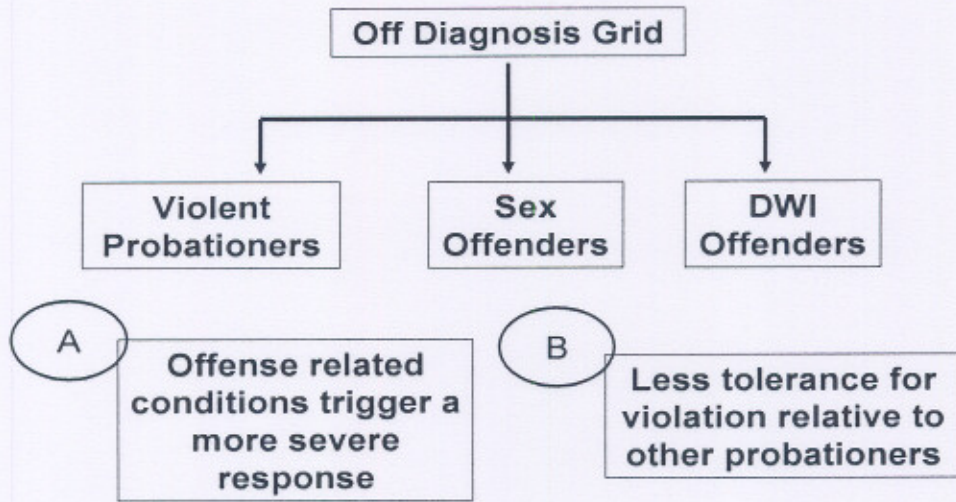 Off Diagnosis Grid
Violent
Probationers
Sex
Offenders
DWI
Offenders
A
Offense related
conditions trigger a
more severe
response
B
Less tolerance for
violation relative to
other probationers